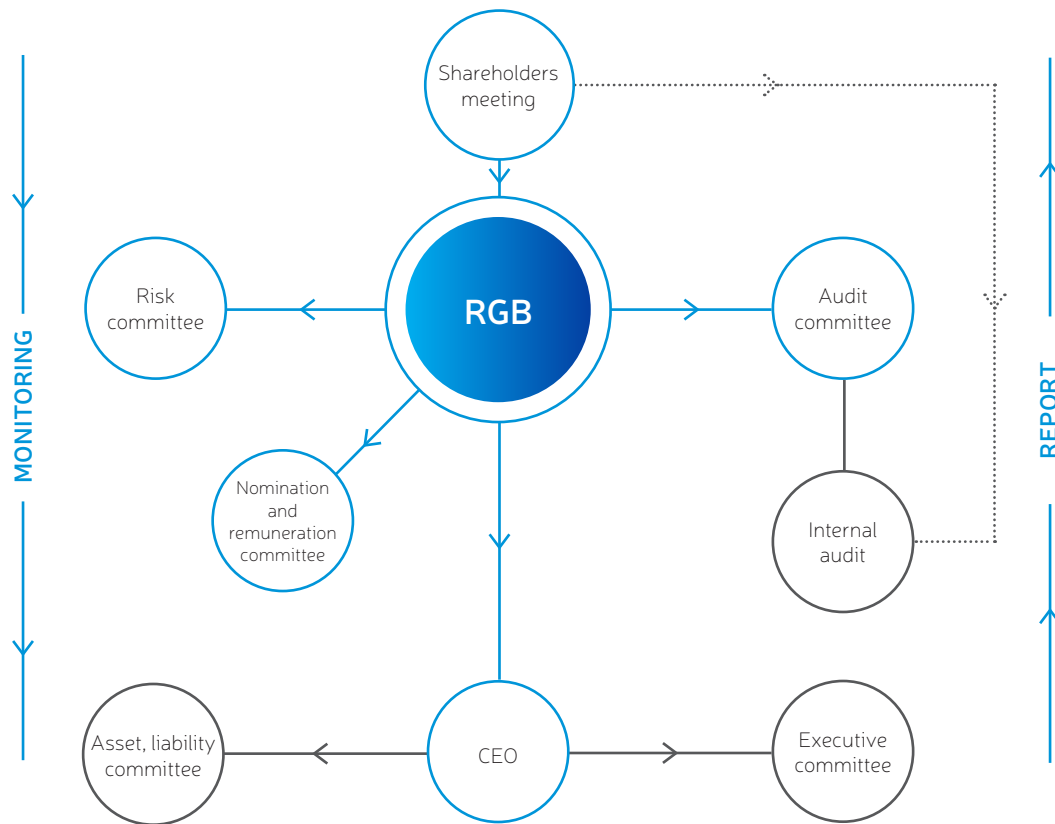 Shareholders
meeting
RGB
Risk
committee
Audit
committee
MONITORING
REPORT
Nomination
and
remuneration
committee
Internal
audit
Asset, liability
committee
CEO
Executive
committee